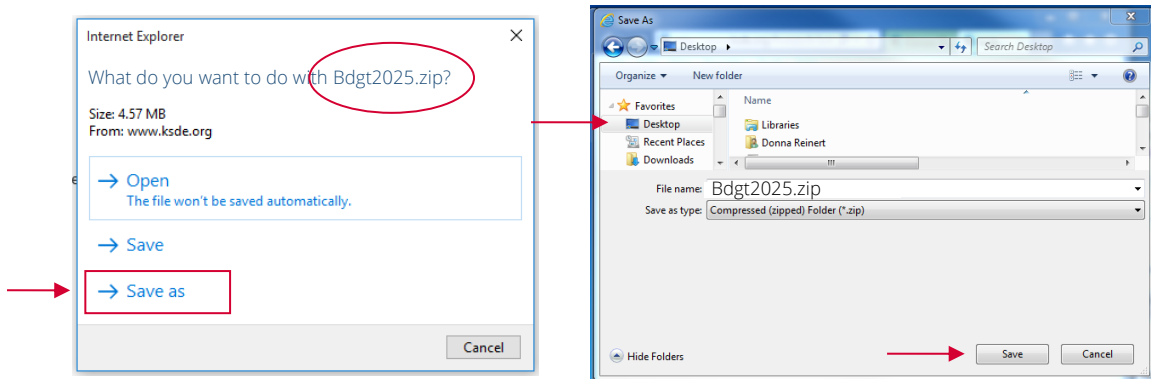 Internet Explorer
What do you want to do with Bdgt2025.zip?
Size: 4.57 MB
From: www.ksde.org
Open
The file won't be saved automatically.
Save
Save as
Cancel
Save As
Desktop
Search Desktop
Organize
New folder
Favorites
Desktop
Recent Places
Downloads
Name
Libraries
Donna Reinert
File name: Bdgt2025.zip
Save as type: Compressed (zipped) Folder (*.zip)
Hide Folders
Save
Cancel